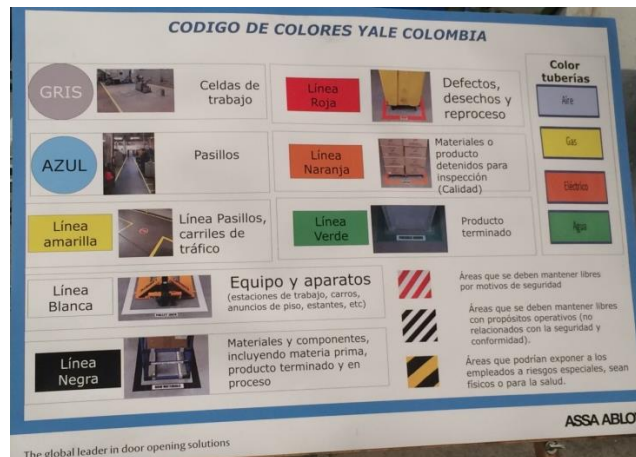 CODIGO DE COLORES YALE COLOMBIA
GRIS
Celdas de
trabajo
AZUL
Pasillos
Línea
amarilla
Línea Pasillos,
carriles de
tráfico
Línea
Blanca
Equipo y aparatos
(estaciones de trabajo, carros,
anuncios de piso, estantes, etc)
Línea
Negra
Materiales y componentes,
incluyendo materia prima,
producto terminado y en
proceso
Línea
Roja
Defectos,
desechos y
reproceso
Línea
Naranja
Materiales o
producto
detenidos para
inspección
(Calidad)
Línea
Verde
Producto
terminado
Color
tuberías
Aire
Gas
Eléctrico
Agua
Áreas que se deben mantener libres
por motivos de seguridad
Áreas que se deben mantener libres
con propósitos operativos (no
relacionados con la seguridad y
conformidad).
Áreas que podrían exponer a los
empleados a riesgos especiales, sean
físicos o para la salud.
ASSA ABLO
The global leader in door opening solutions